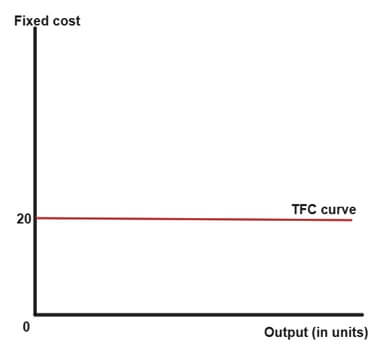 Fixed cost
TFC curve
20
0
Output (in units)